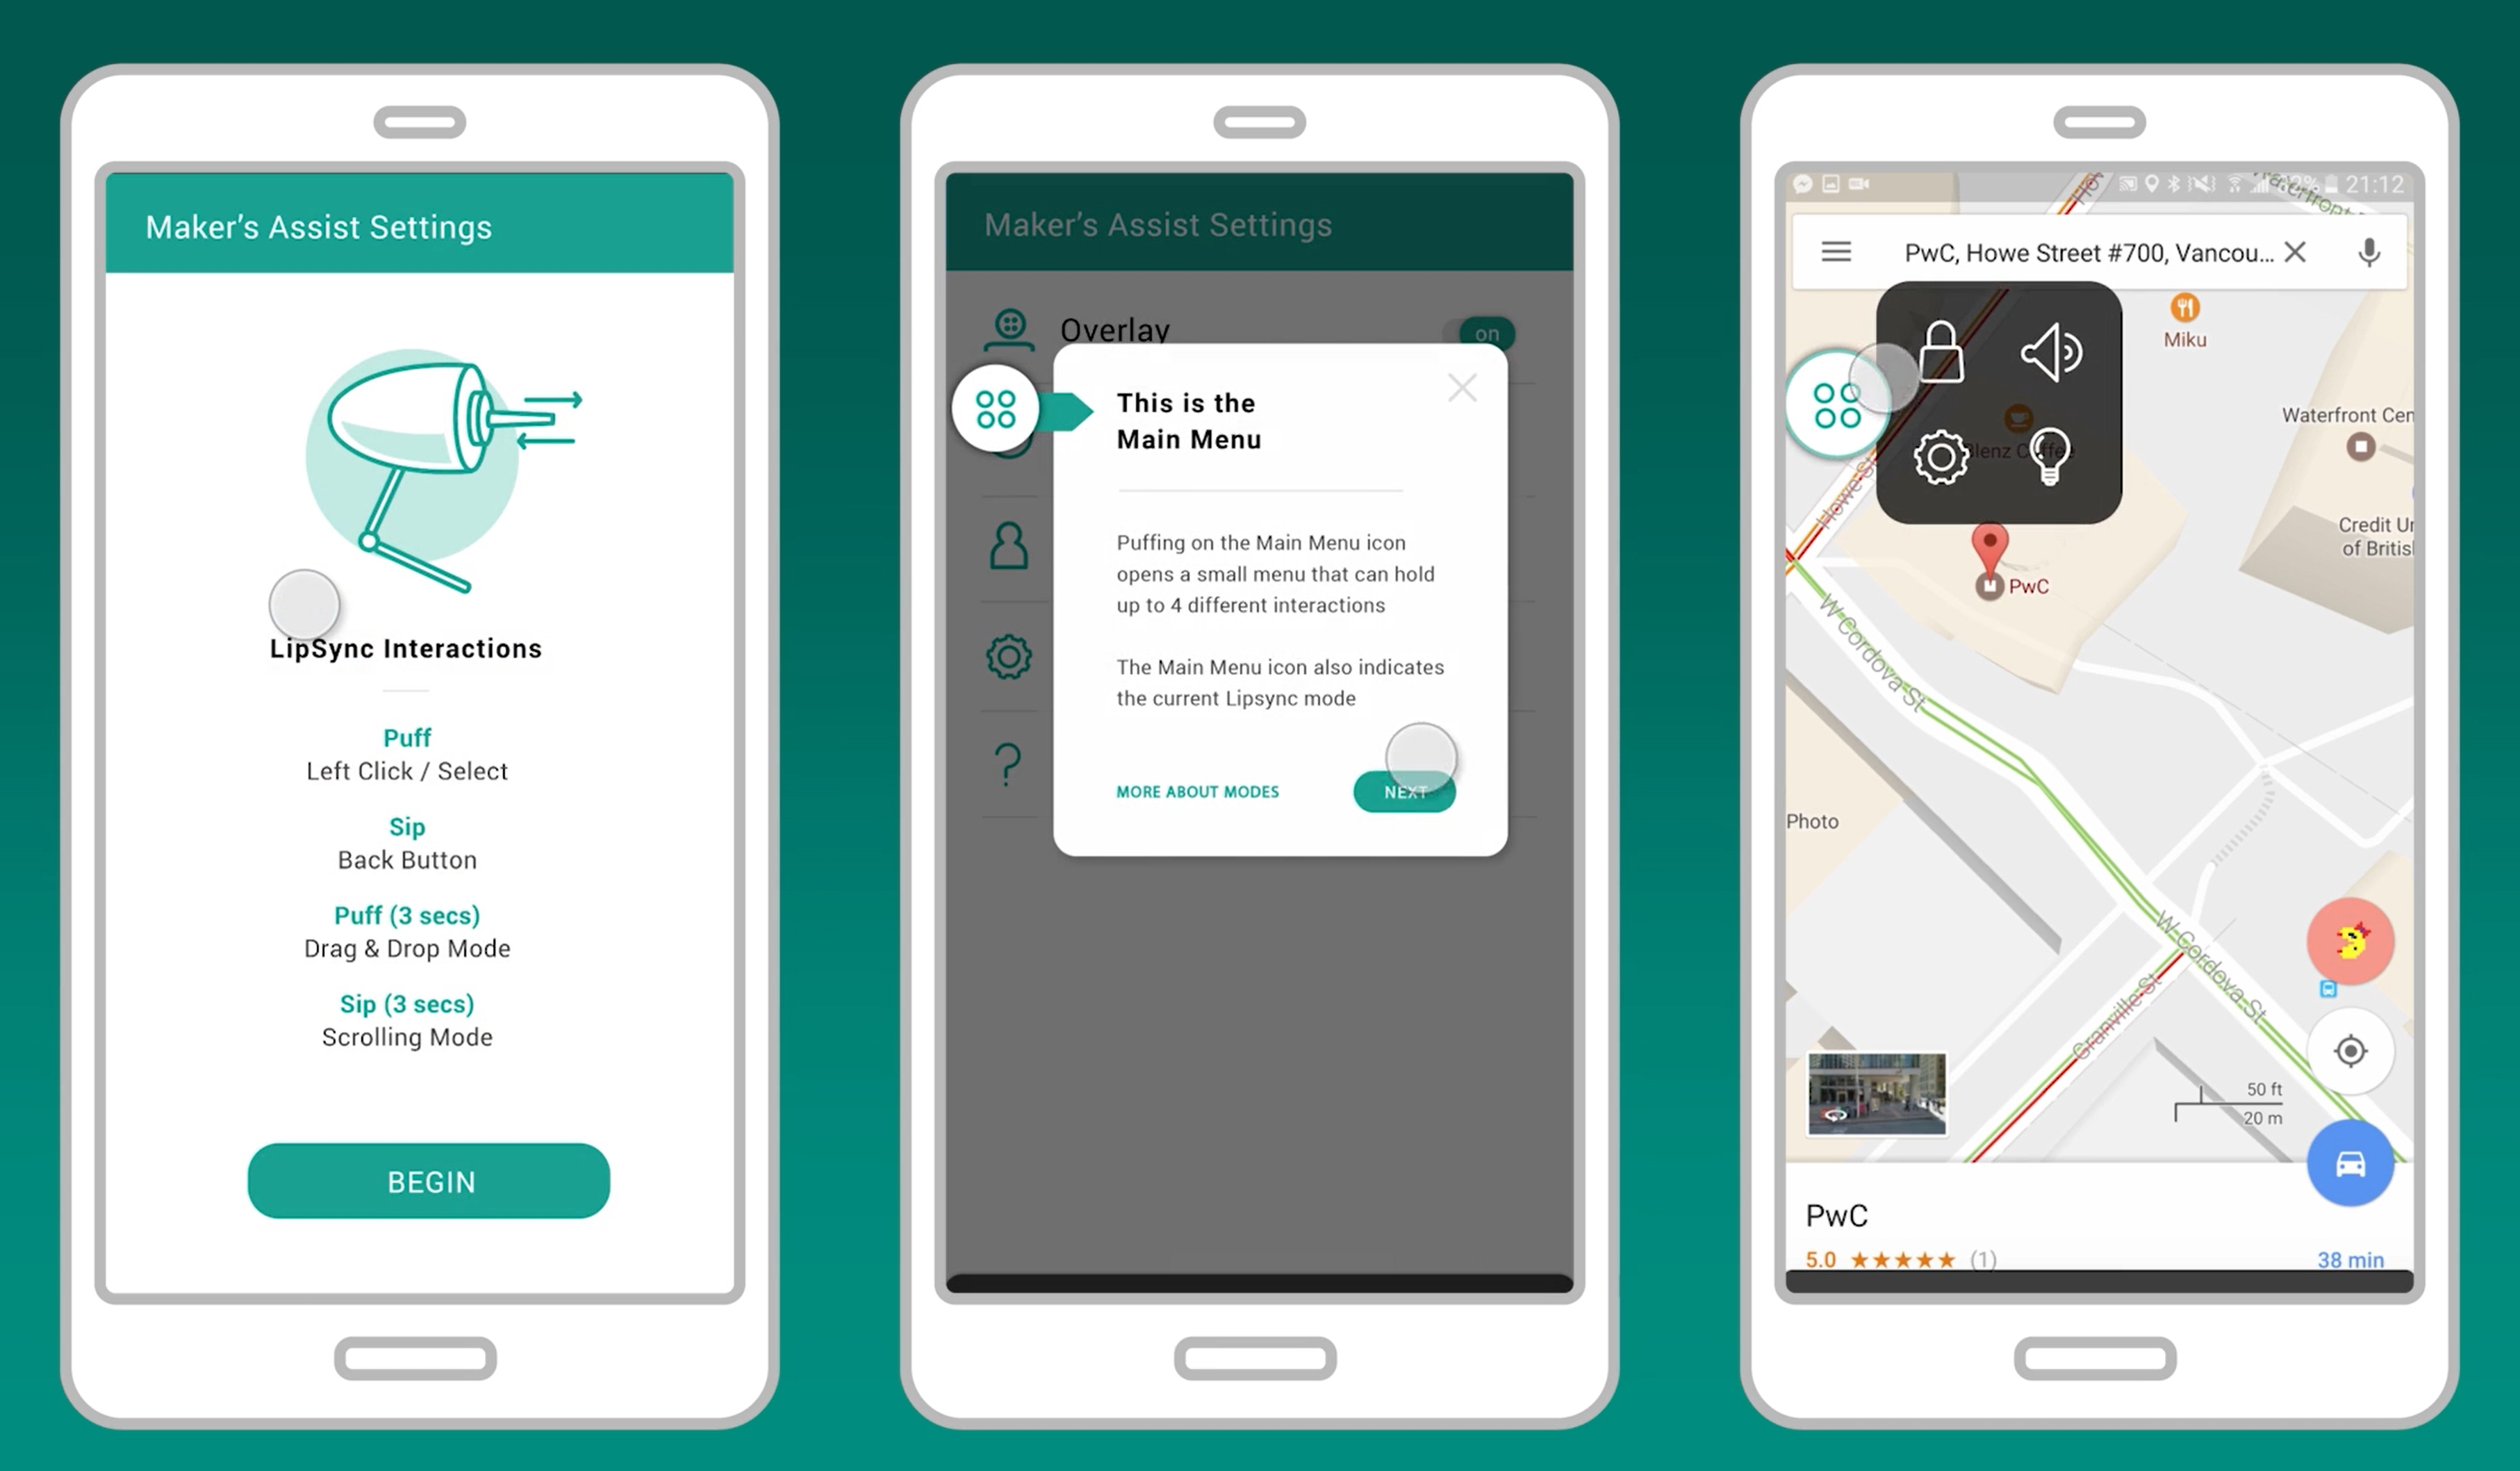 Maker's Assist Settings
LipSync Interactions
Puff
Left Click / Select
Sip
Back Button
Puff (3 secs)
Drag & Drop Mode
Sip (3 secs)
Scrolling Mode
BEGIN
Maker's Assist Settings
Overlay
on
This is the
Main Menu
Puffing on the Main Menu icon
opens a small menu that can hold
up to 4 different interactions
The Main Menu icon also indicates
the current Lipsync mode
MORE ABOUT MODES
NEXT
21:12
PwC, Howe Street #700, Vancou...
Miku
Waterfront Cen
Howe St
Credit Un
of Britis
PwC
W Cordova St
Photo
W Cordova St
Granville St
50 ft
20 m
PwC
5.0
(1)
38 min